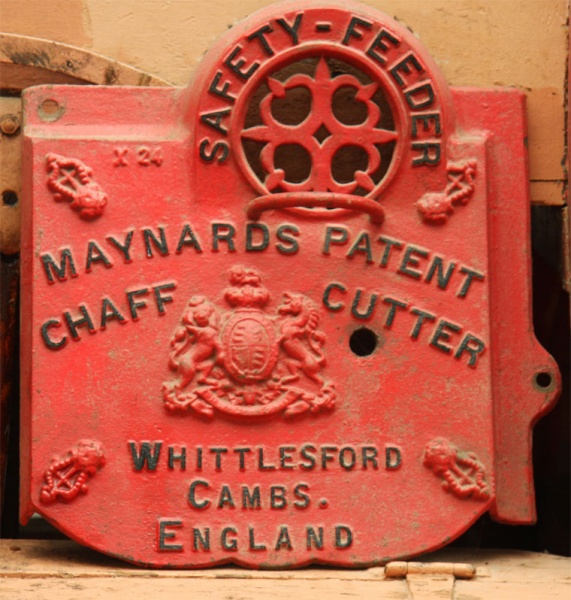 SAFETY-FEEDER
X 24
MAYNARDS PATENT
CHAFF CUTTER
WHITTLESFORD
CAMBS.
ENGLAND